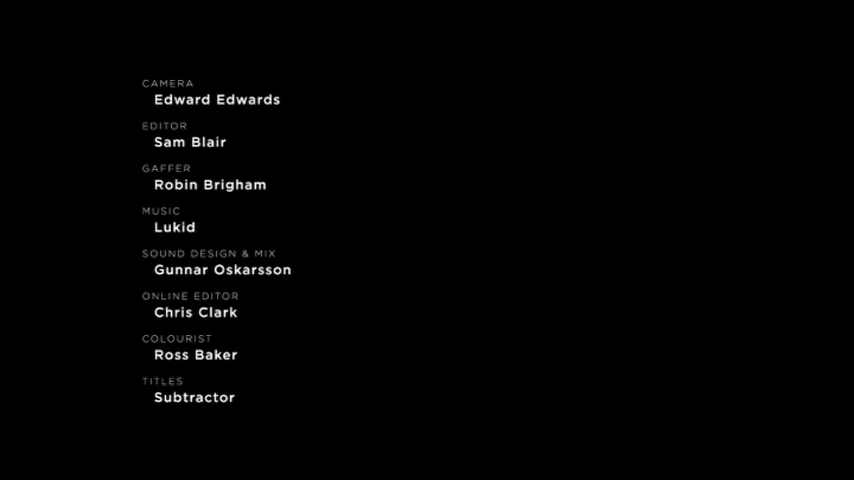 CAMERA
Edward Edwards
EDITOR
Sam Blair
GAFFER
Robin Brigham
MUSIC
Lukid
SOUND DESIGN & MIX
Gunnar Oskarsson
ONLINE EDITOR
Chris Clark
COLOURIST
Ross Baker
TITLES
Subtractor